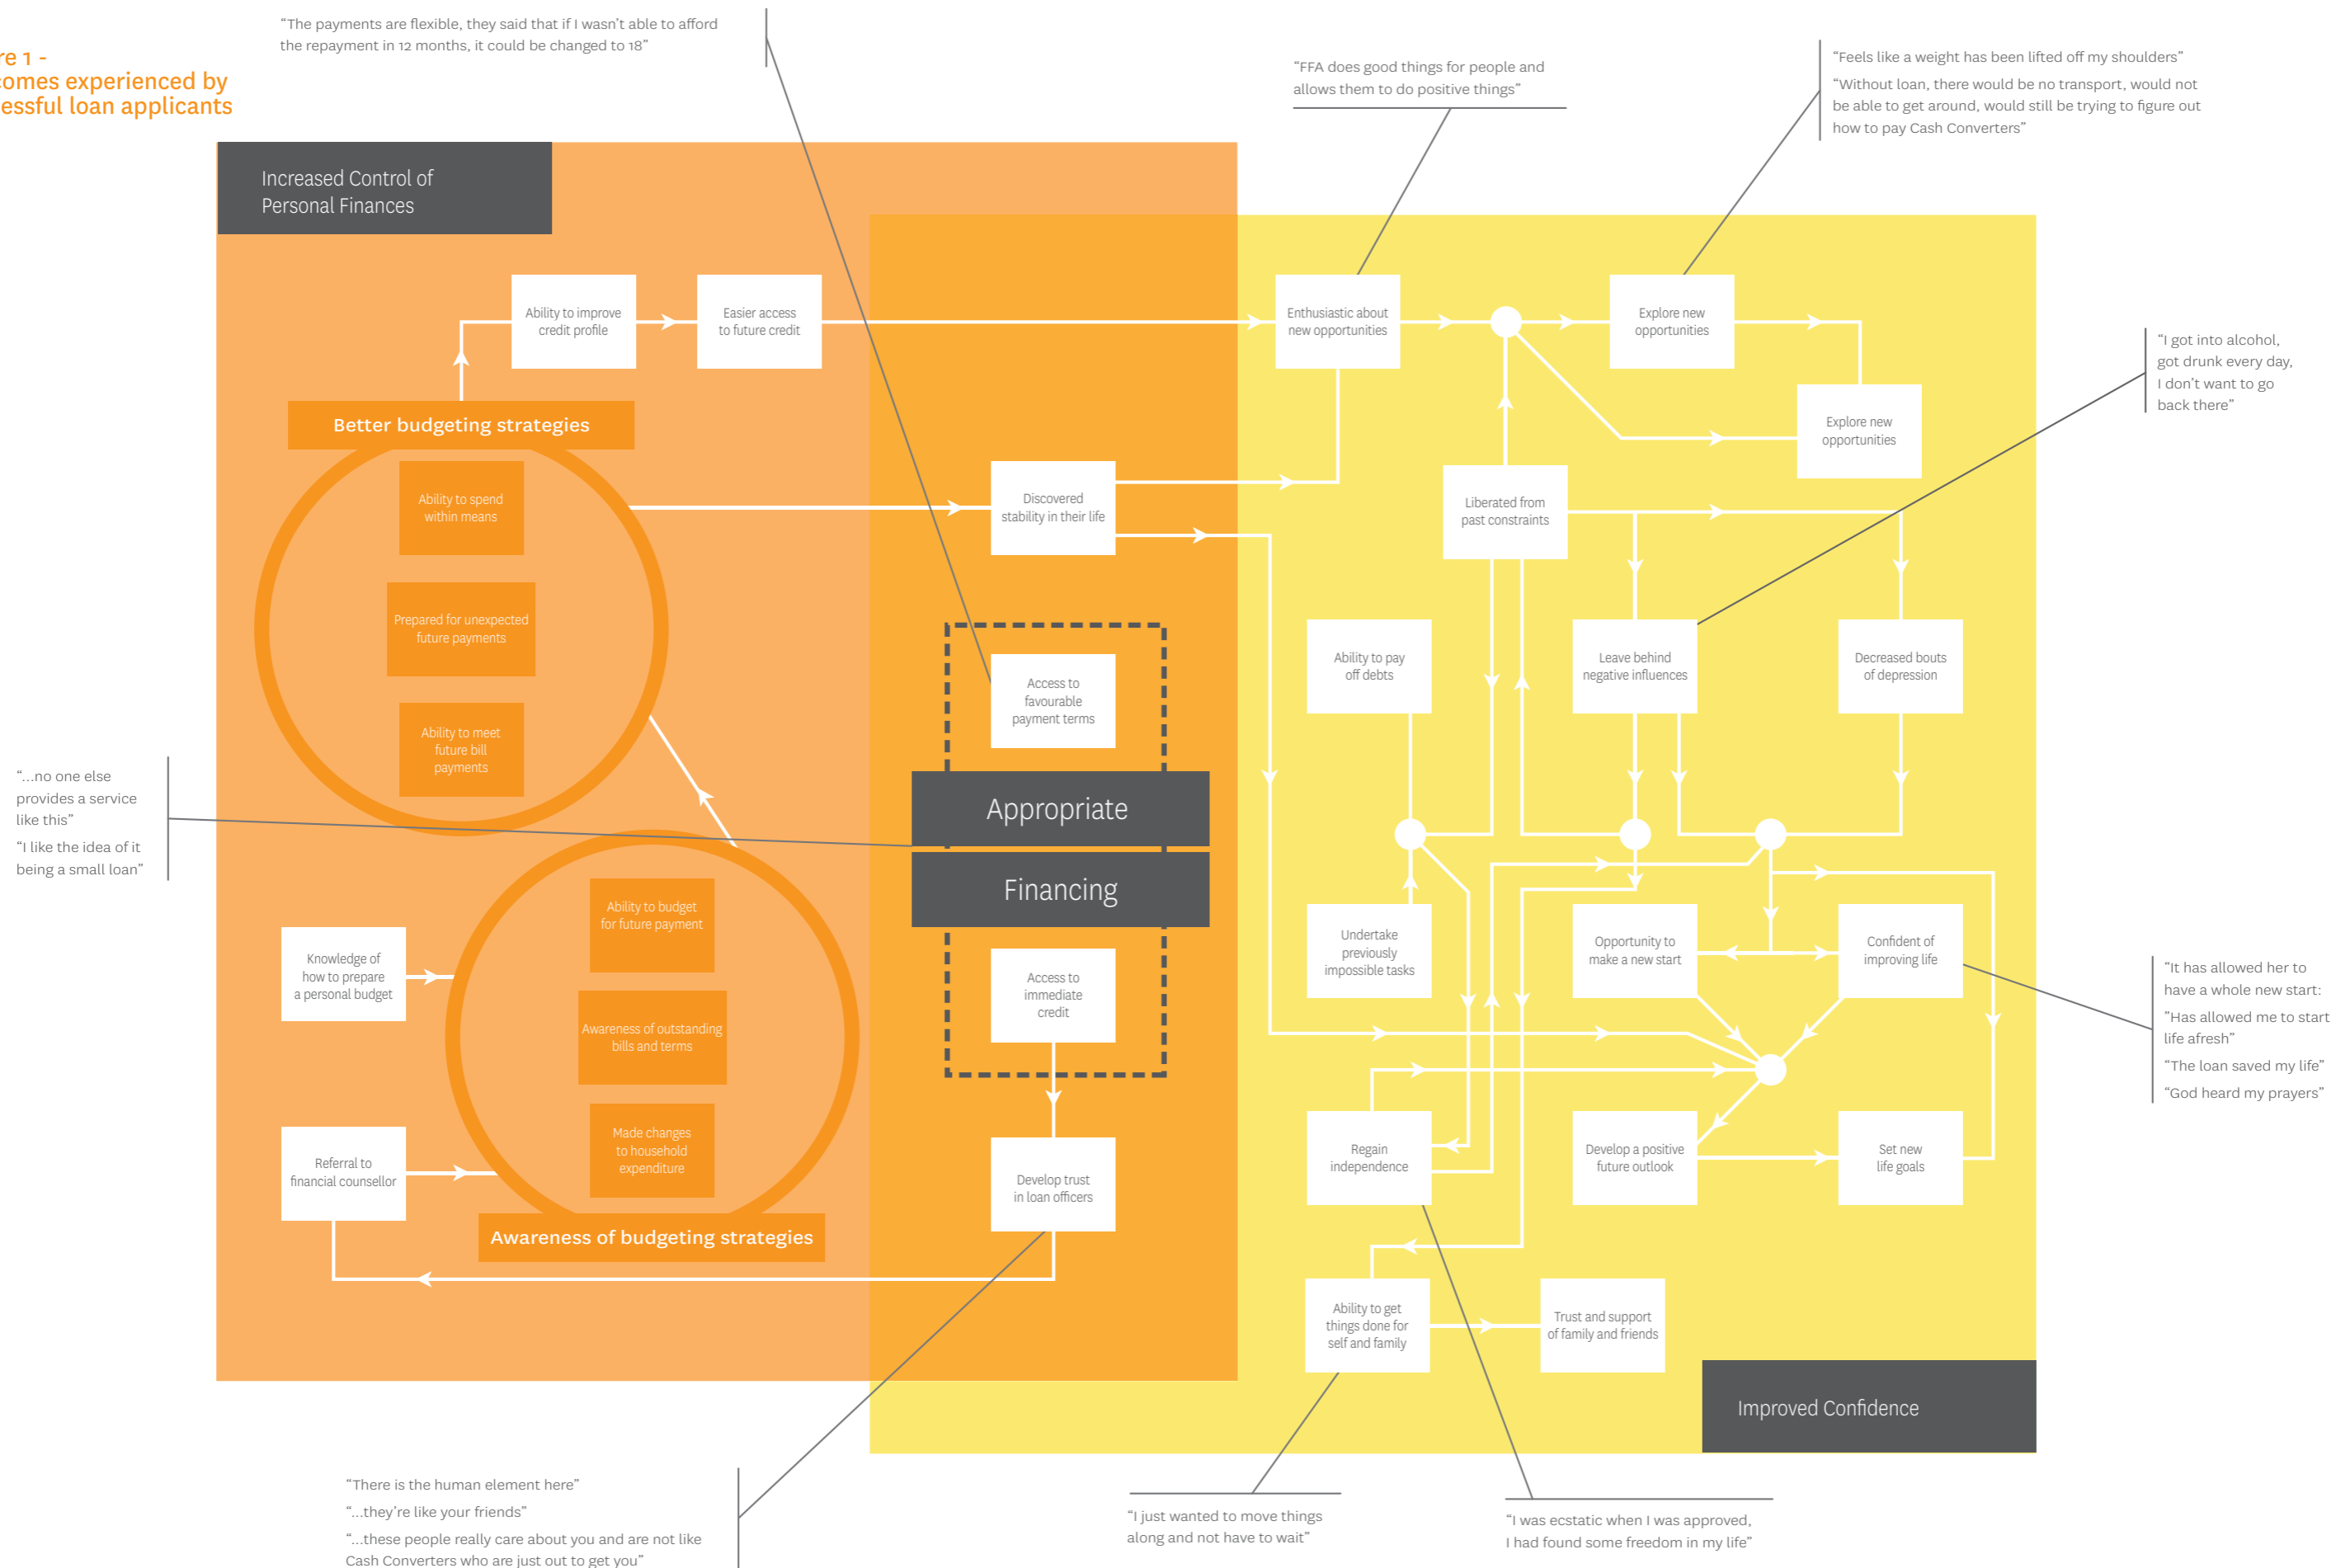 “The payments are flexible, they said that if I wasn’t able to afford
the repayment in 12 months, it could be changed to 18”
re 1 -
comes experienced by
essful loan applicants
“FFA does good things for people and
allows them to do positive things”
“Feels like a weight has been lifted off my shoulders”
“Without loan, there would be no transport, would not
be able to get around, would still be trying to figure out
how to pay Cash Converters”
Increased Control of
Personal Finances
Ability to improve
credit profile
Easier access
to future credit
Enthusiastic about
new opportunities
Explore new
opportunities
“I got into alcohol,
got drunk every day,
I don’t want to go
back there”
Explore new
opportunities
Better budgeting strategies
Ability to spend
within means
Discovered
stability in their life
Liberated from
past constraints
Prepared for unexpected
future payments
Access to
favourable
payment terms
Ability to pay
off debts
Leave behind
negative influences
Decreased bouts
of depression
Ability to meet
future bill
payments
“...no one else
provides a service
like this”
“I like the idea of it
being a small loan”
Appropriate
Financing
Ability to budget
for future payment
Knowledge of
how to prepare
a personal budget
Access to
immediate
credit
Undertake
previously
impossible tasks
Opportunity to
make a new start
Confident of
improving life
“It has allowed her to
have a whole new start:
"Has allowed me to start
life afresh”
“The loan saved my life”
“God heard my prayers”
Awareness of outstanding
bills and terms
Made changes
to household
expenditure
Referral to
financial counsellor
Develop trust
in loan officers
Regain
independence
Develop a positive
future outlook
Set new
life goals
Awareness of budgeting strategies
Ability to get
things done for
self and family
Trust and support
of family and friends
Improved Confidence
“There is the human element here”
“...they’re like your friends”
“...these people really care about you and are not like
Cash Converters who are just out to get you”
“I just wanted to move things
along and not have to wait”
“I was ecstatic when I was approved,
I had found some freedom in my life”